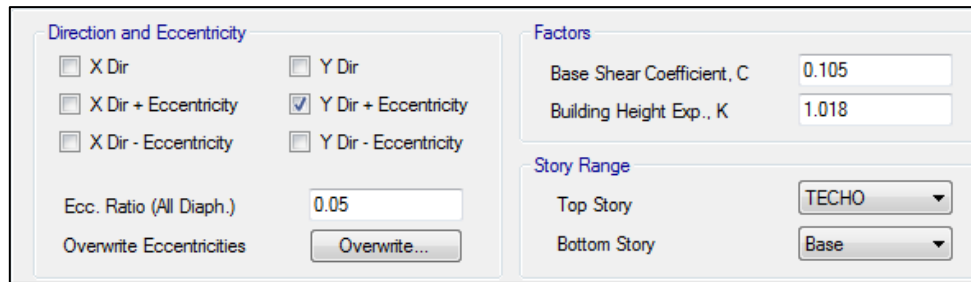 Direction and Eccentricity
X Dir Y Dir
X Dir + Eccentricity Y Dir + Eccentricity
X Dir - Eccentricity Y Dir - Eccentricity
Ecc. Ratio (All Diaph.) 0.05
Overwrite Eccentricities Overwrite...
Factors
Base Shear Coefficient, C 0.105
Building Height Exp., K 1.018
Story Range
Top Story TECHO
Bottom Story Base